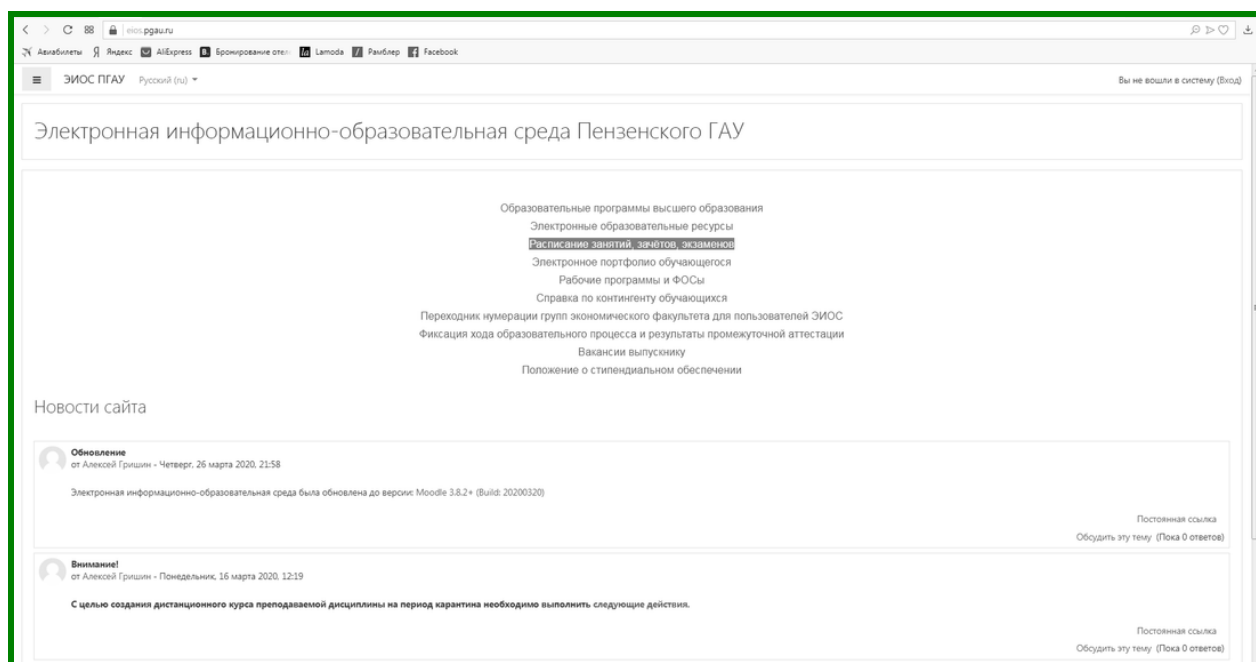 eios.pgau.ru
Авиабилеты Яндекс AliExpress Бронирование отел Lamoda Рамблер Facebook
ЭИОС ПГАУ Русский (ru) Вы не вошли в систему (Вход)
Электронная информационно-образовательная среда Пензенского ГАУ
Образовательные программы высшего образования
Электронные образовательные ресурсы
Расписание занятий, зачётов, экзаменов
Электронное портфолио обучающегося
Рабочие программы и ФОСы
Справка по контингенту обучающихся
Переходник нумерации групп экономического факультета для пользователей ЭИОС
Фиксация хода образовательного процесса и результаты промежуточной аттестации
Вакансии выпускнику
Положение о стипендиальном обеспечении
Новости сайта
Обновление
от Алексей Гришин - Четверг, 26 марта 2020, 21:58
Электронная информационно-образовательная среда была обновлена до версии: Moodle 3.8.2+ (Build: 20200320)
Постоянная ссылка
Обсудить эту тему (Пока 0 ответов)
Внимание!
от Алексей Гришин - Понедельник, 16 марта 2020, 12:19
С целью создания дистанционного курса преподаваемой дисциплины на период карантина необходимо выполнить следующие действия.
Постоянная ссылка
Обсудить эту тему (Пока 0 ответов)